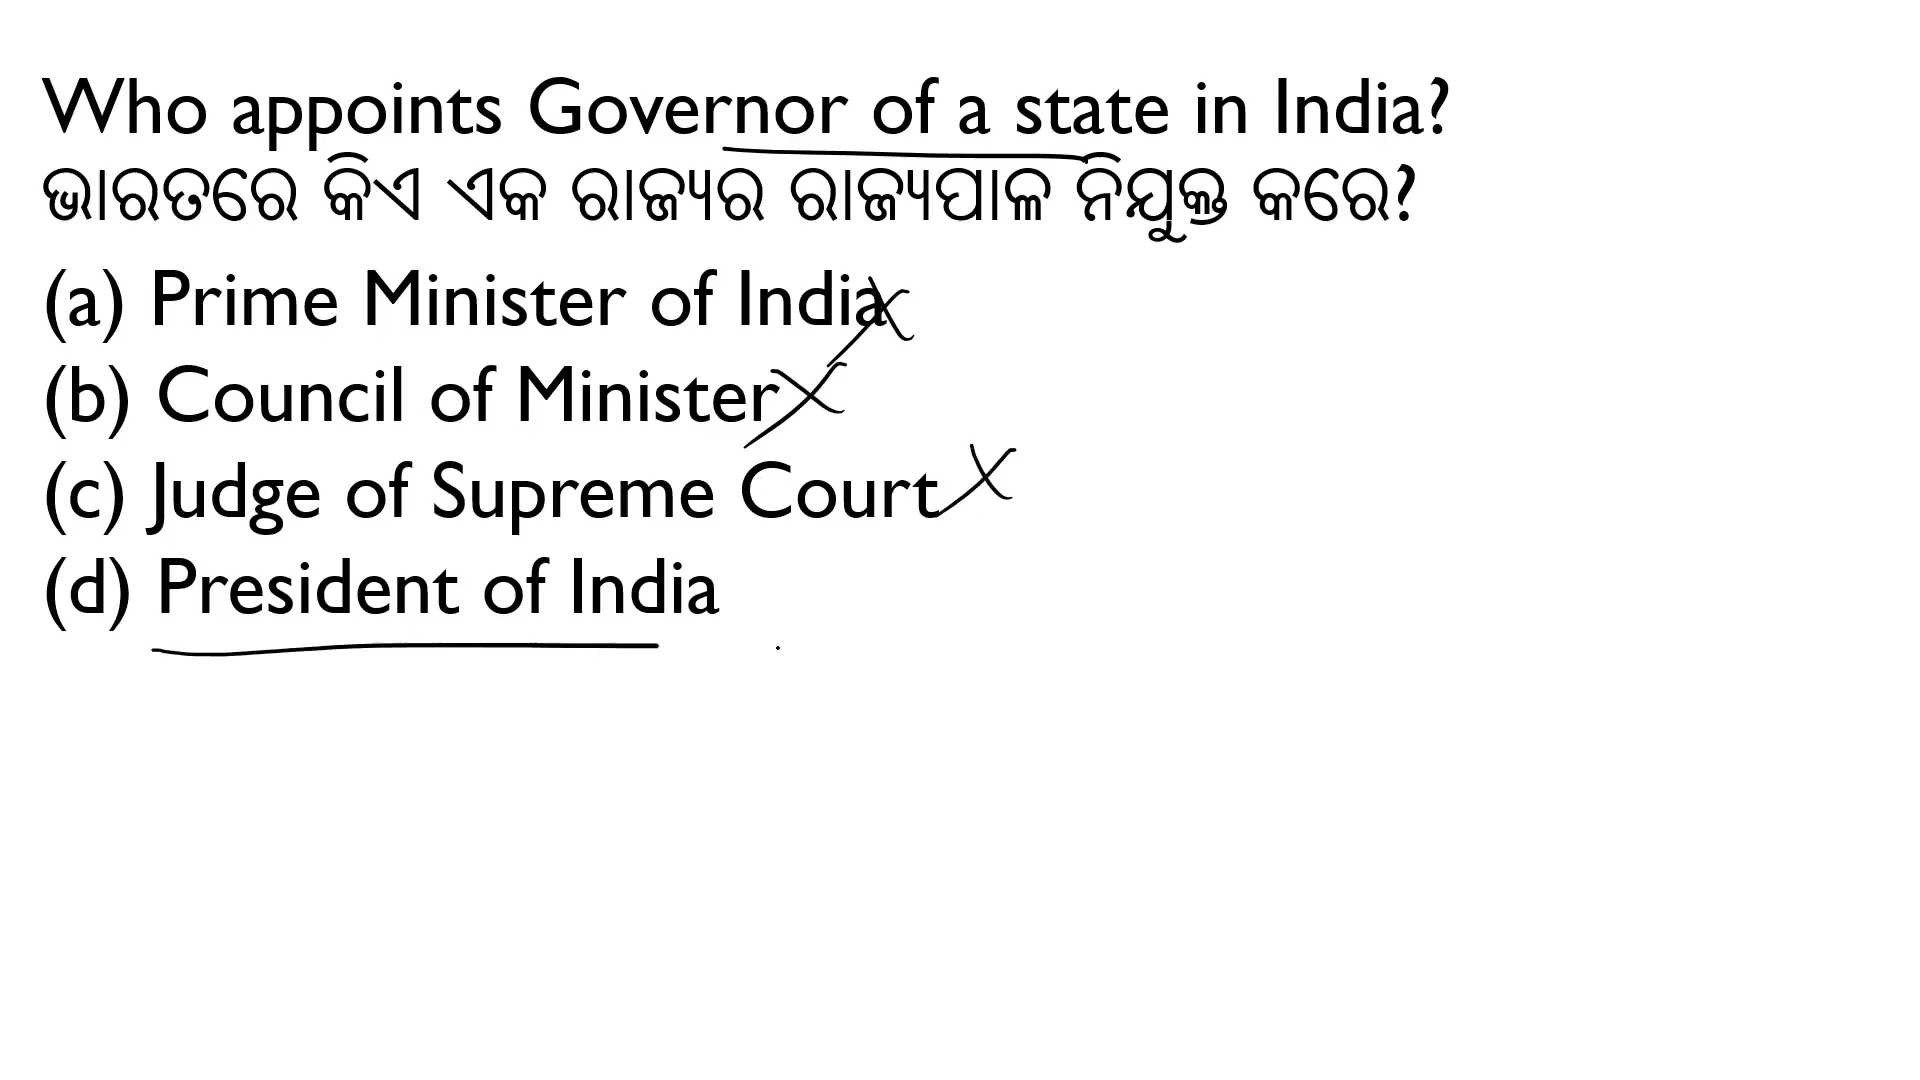 Who appoints Governor of a state in India?
ଭାରତରେ କିଏ ଏକ ରାଜ୍ୟର ରାଜ୍ୟପାଳ ନିଯୁକ୍ତ କରେ?
(a) Prime Minister of India
(b) Council of Minister
(c) Judge of Supreme Court
(d) President of India